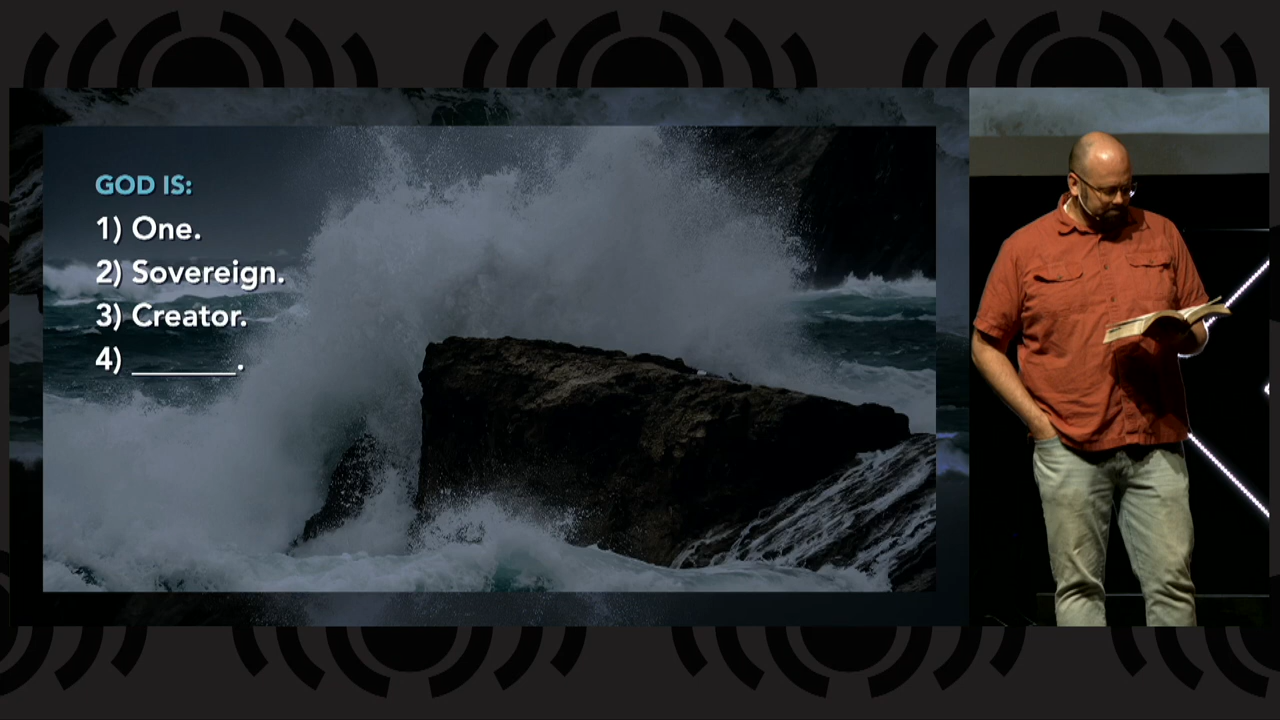 GOD IS:
1) One.
2) Sovereign.
3) Creator.
4) _______.